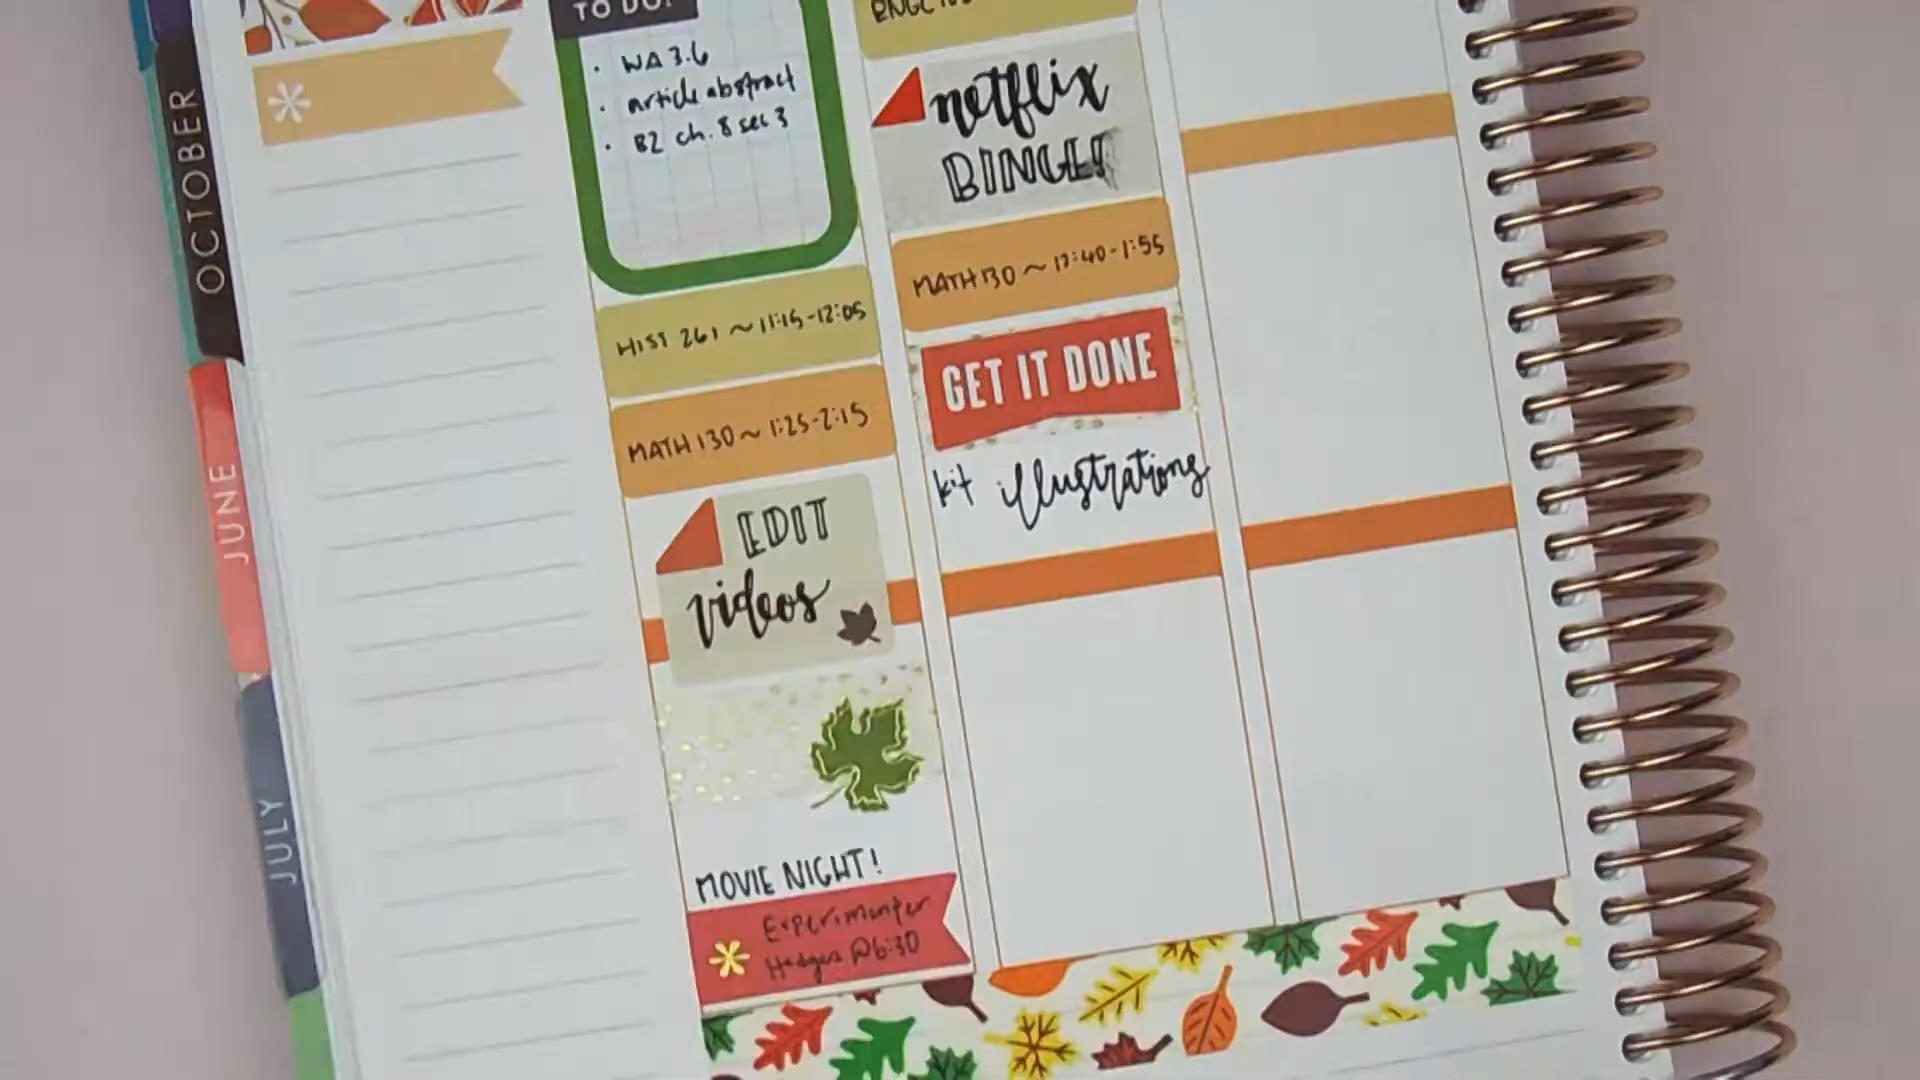 TO DO:
· WA 3.6
· article abstract
· B2 ch. 8 sec 3
HIST 261 ~ 11:15-12:05
MATH 130 ~ 1:25-2:15
EDIT
videos
MOVIE NIGHT!
Experimenter
Hodges @ 6:30
netflix
BINGE!
MATH 130 ~ 12:40-1:55
GET IT DONE
kit illustrations
OCTOBER
JUNE
JULY